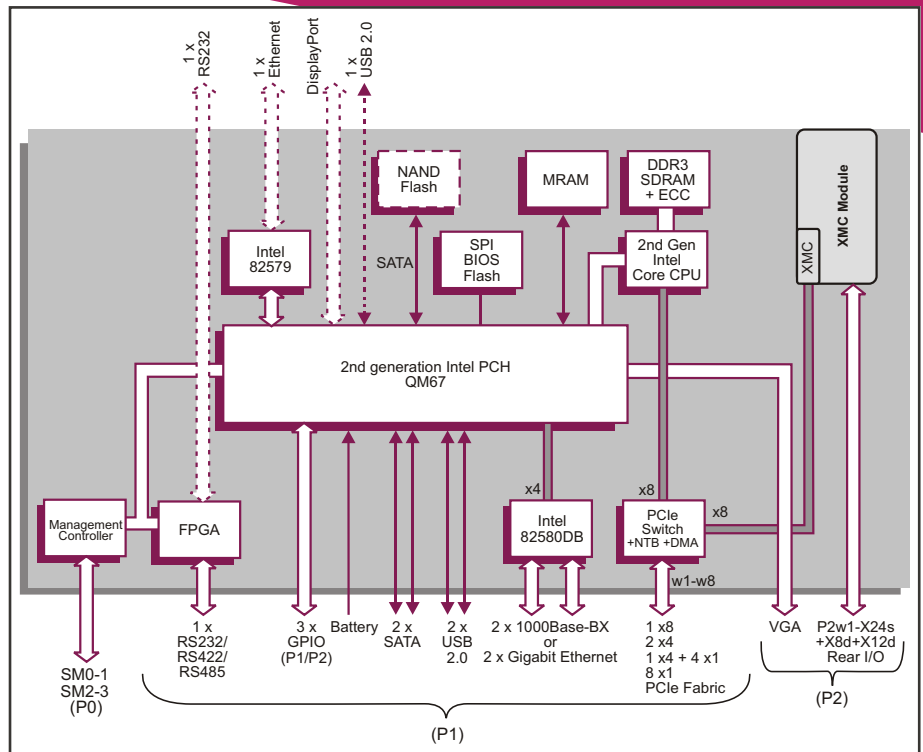 1 x
RS232
1 x
Ethernet
DisplayPort
1 x
USB 2.0
NAND
Flash
MRAM
DDR3
SDRAM
+ ECC
XMC Module
XMC
Intel
82579
SATA
SPI
BIOS
Flash
2nd Gen
Intel
Core CPU
2nd generation Intel PCH
QM67
x4
x8
x8
Management
Controller
FPGA
Intel
82580DB
PCIe
Switch
+NTB +DMA
w1-w8
SM0-1
SM2-3
(P0)
1 x
RS232/
RS422/
RS485
3 x
GPIO
(P1/P2)
Battery
2 x
SATA
2 x
USB
2.0
2 x 1000Base-BX
or
2 x Gigabit Ethernet
1 x8
2 x4
1 x4 + 4 x1
8 x1
PCIe Fabric
VGA
P2w1-X24s
+X8d+X12d
Rear I/O
(P1)
(P2)